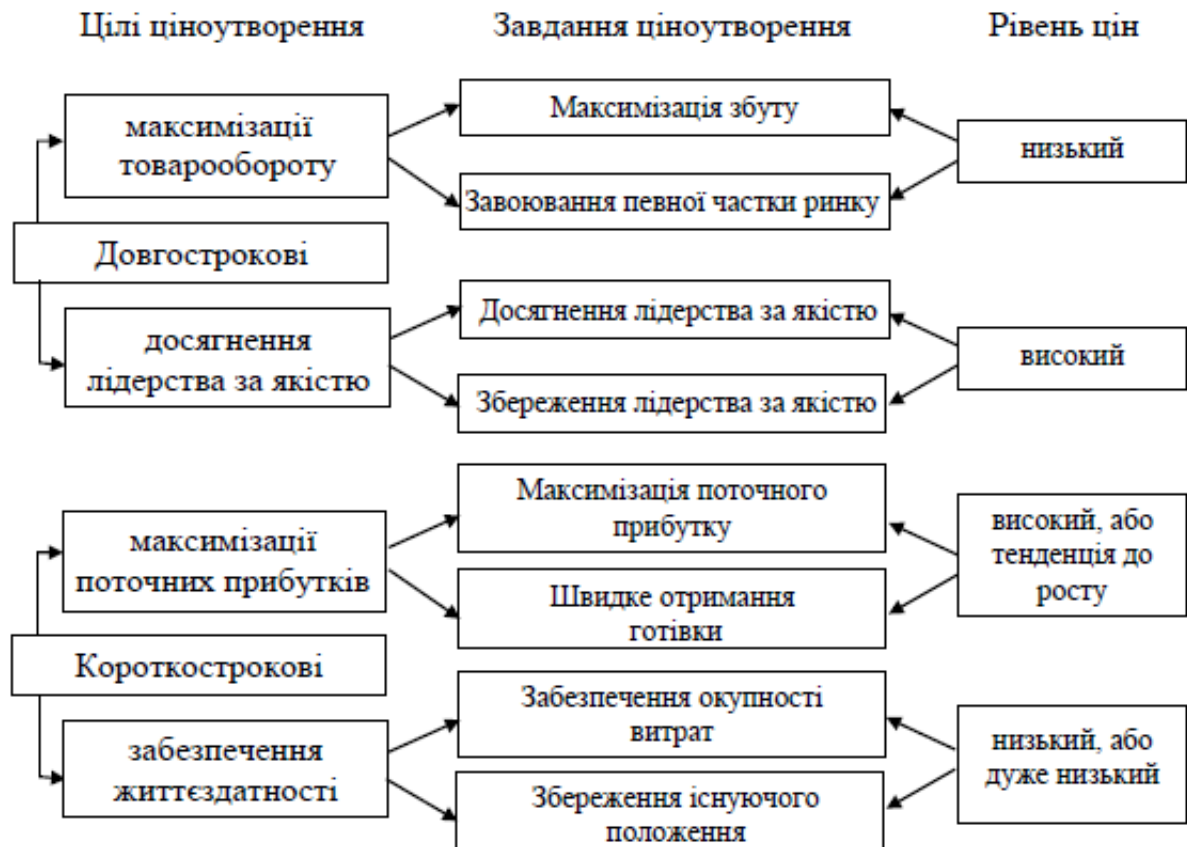 Цілі ціноутворення
Завдання ціноутворення
Рівень цін
максимізації
товарообороту
Максимізація збуту
Завоювання певної частки ринку
низький
Довгострокові
досягнення
лідерства за якістю
Досягнення лідерства за якістю
Збереження лідерства за якістю
високий
максимізації
поточних прибутків
Максимізація поточного
прибутку
Швидке отримання
готівки
високий, або
тенденція до
росту
Короткострокові
забезпечення
життєздатності
Забезпечення окупності
витрат
Збереження існуючого
положення
низький, або
дуже низький